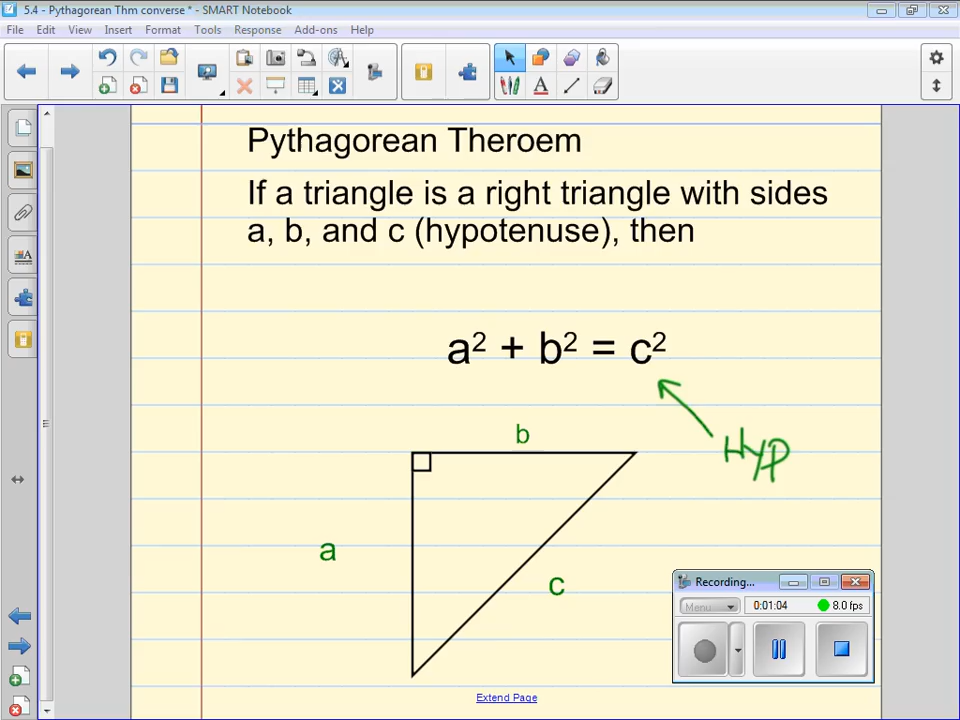 5.4 - Pythagorean Thm converse * - SMART Notebook
File Edit View Insert Format Tools Response Add-ons Help
Pythagorean Theroem
If a triangle is a right triangle with sides
a, b, and c (hypotenuse), then
a² + b² = c²
Hyp
b
a
c
Recording...
Menu 0:01:04 8.0 fps
Extend Page